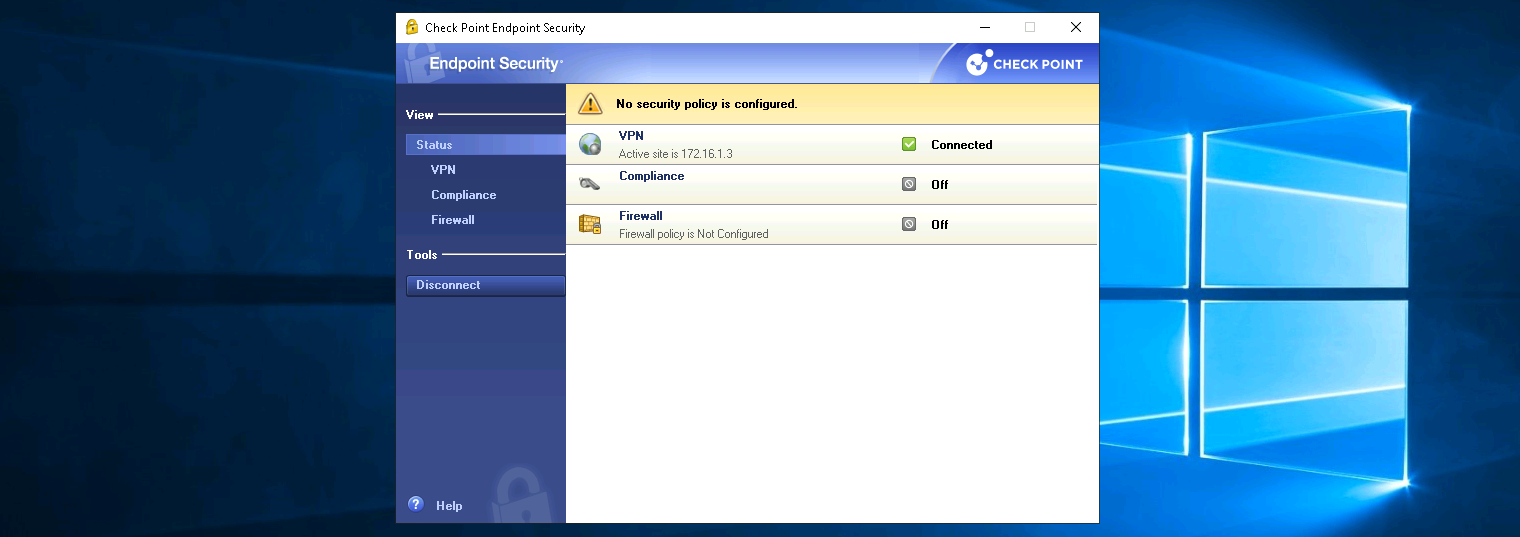 Check Point Endpoint Security
Endpoint Security
CHECK POINT
View
Status
VPN
Compliance
Firewall
Tools
Disconnect
Help
No security policy is configured.
VPN
Active site is 172.16.1.3
Connected
Compliance
Off
Firewall
Firewall policy is Not Configured
Off